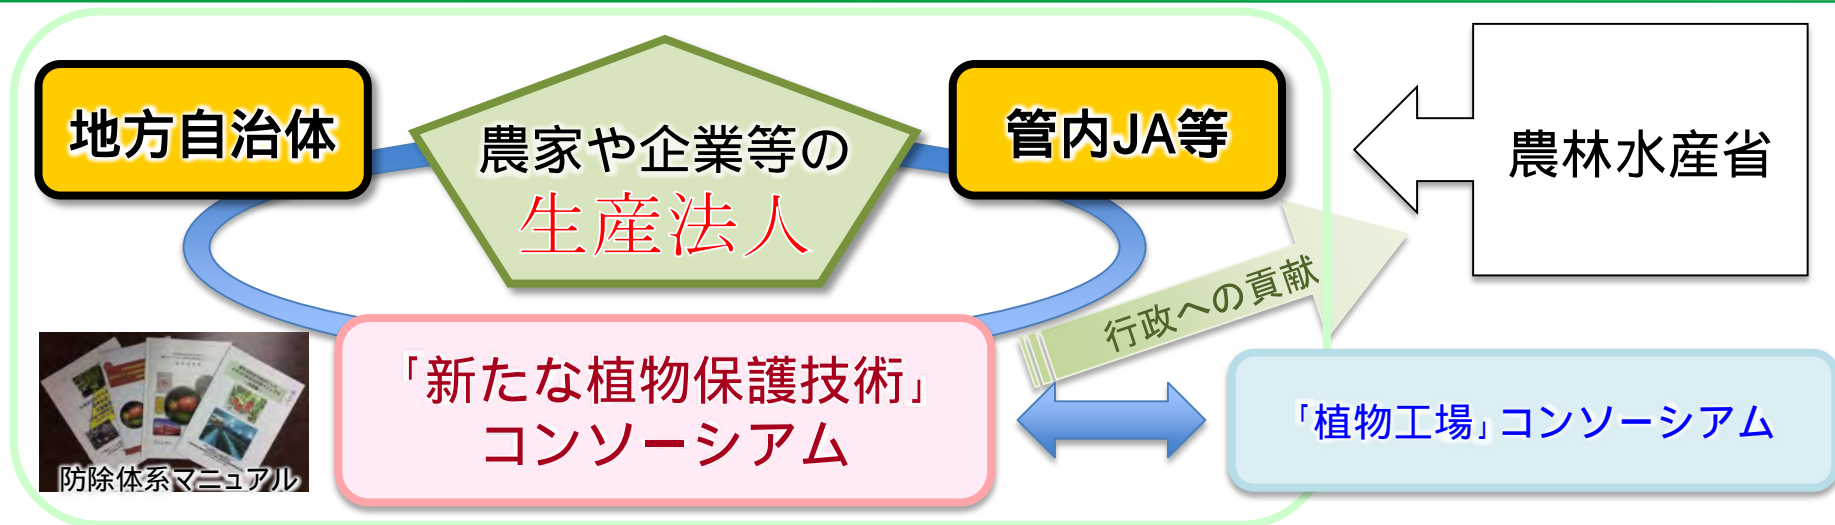 地方自治体
農家や企業等の
生産法人
管内JA等
農林水産省
行政への貢献
「新たな植物保護技術」
コンソーシアム
「植物工場」コンソーシアム
防除体系マニュアル